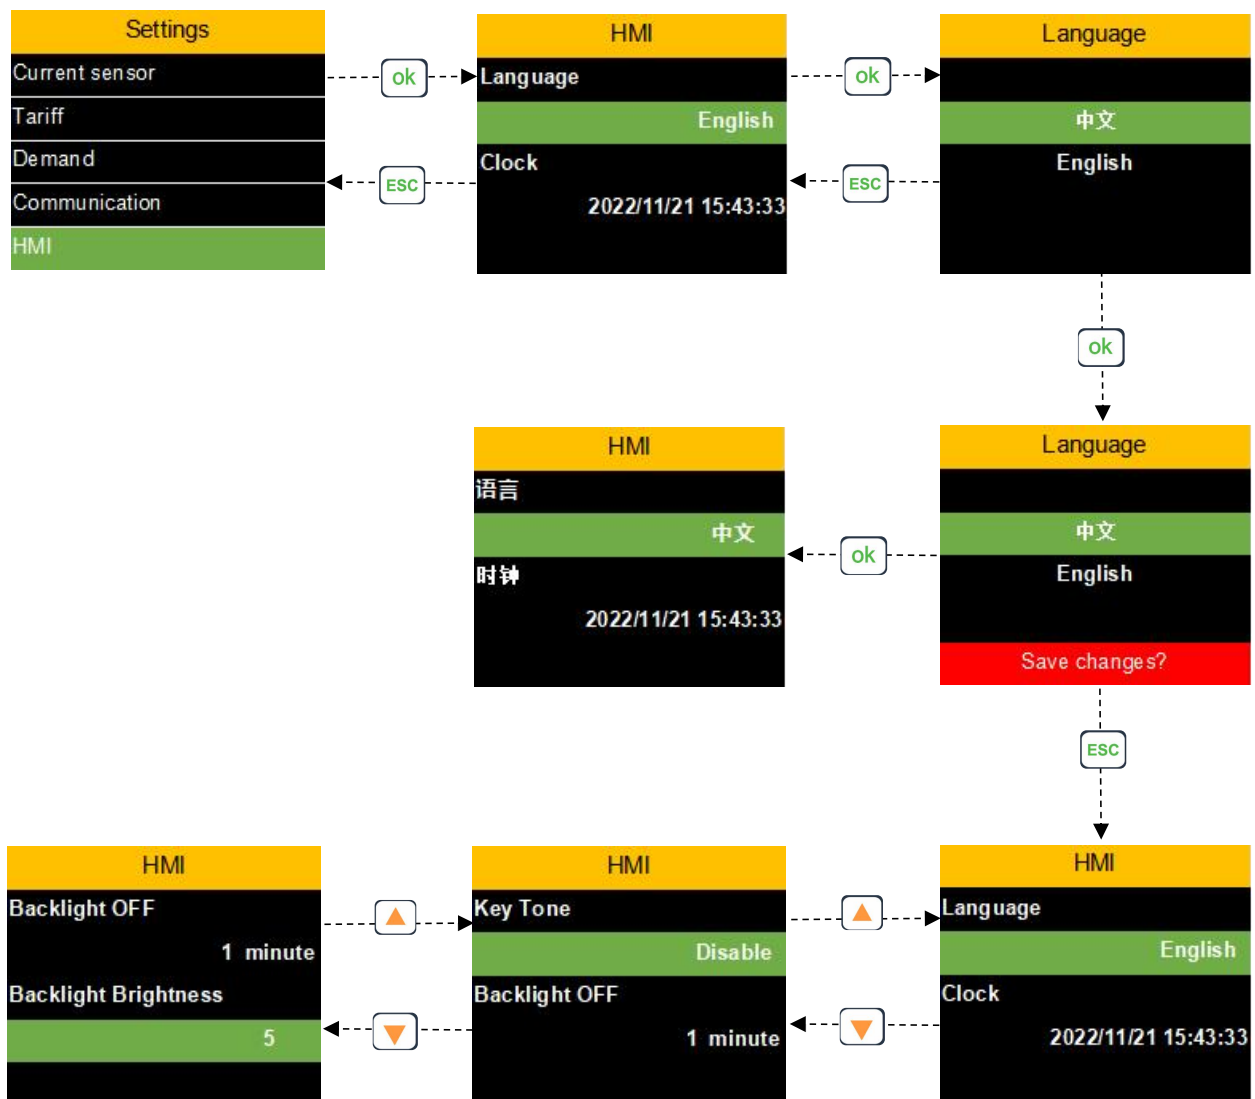 Settings
Current sensor
Tariff
Demand
Communication
HMI
ok
ESC
HMI
Language
English
Clock
2022/11/21 15:43:33
ok
ESC
Language
中文
English
ok
HMI
语言
中文
时钟
2022/11/21 15:43:33
ok
Language
中文
English
Save changes?
ESC
HMI
Backlight OFF
1 minute
Backlight Brightness
5
HMI
Key Tone
Disable
Backlight OFF
1 minute
HMI
Language
English
Clock
2022/11/21 15:43:33